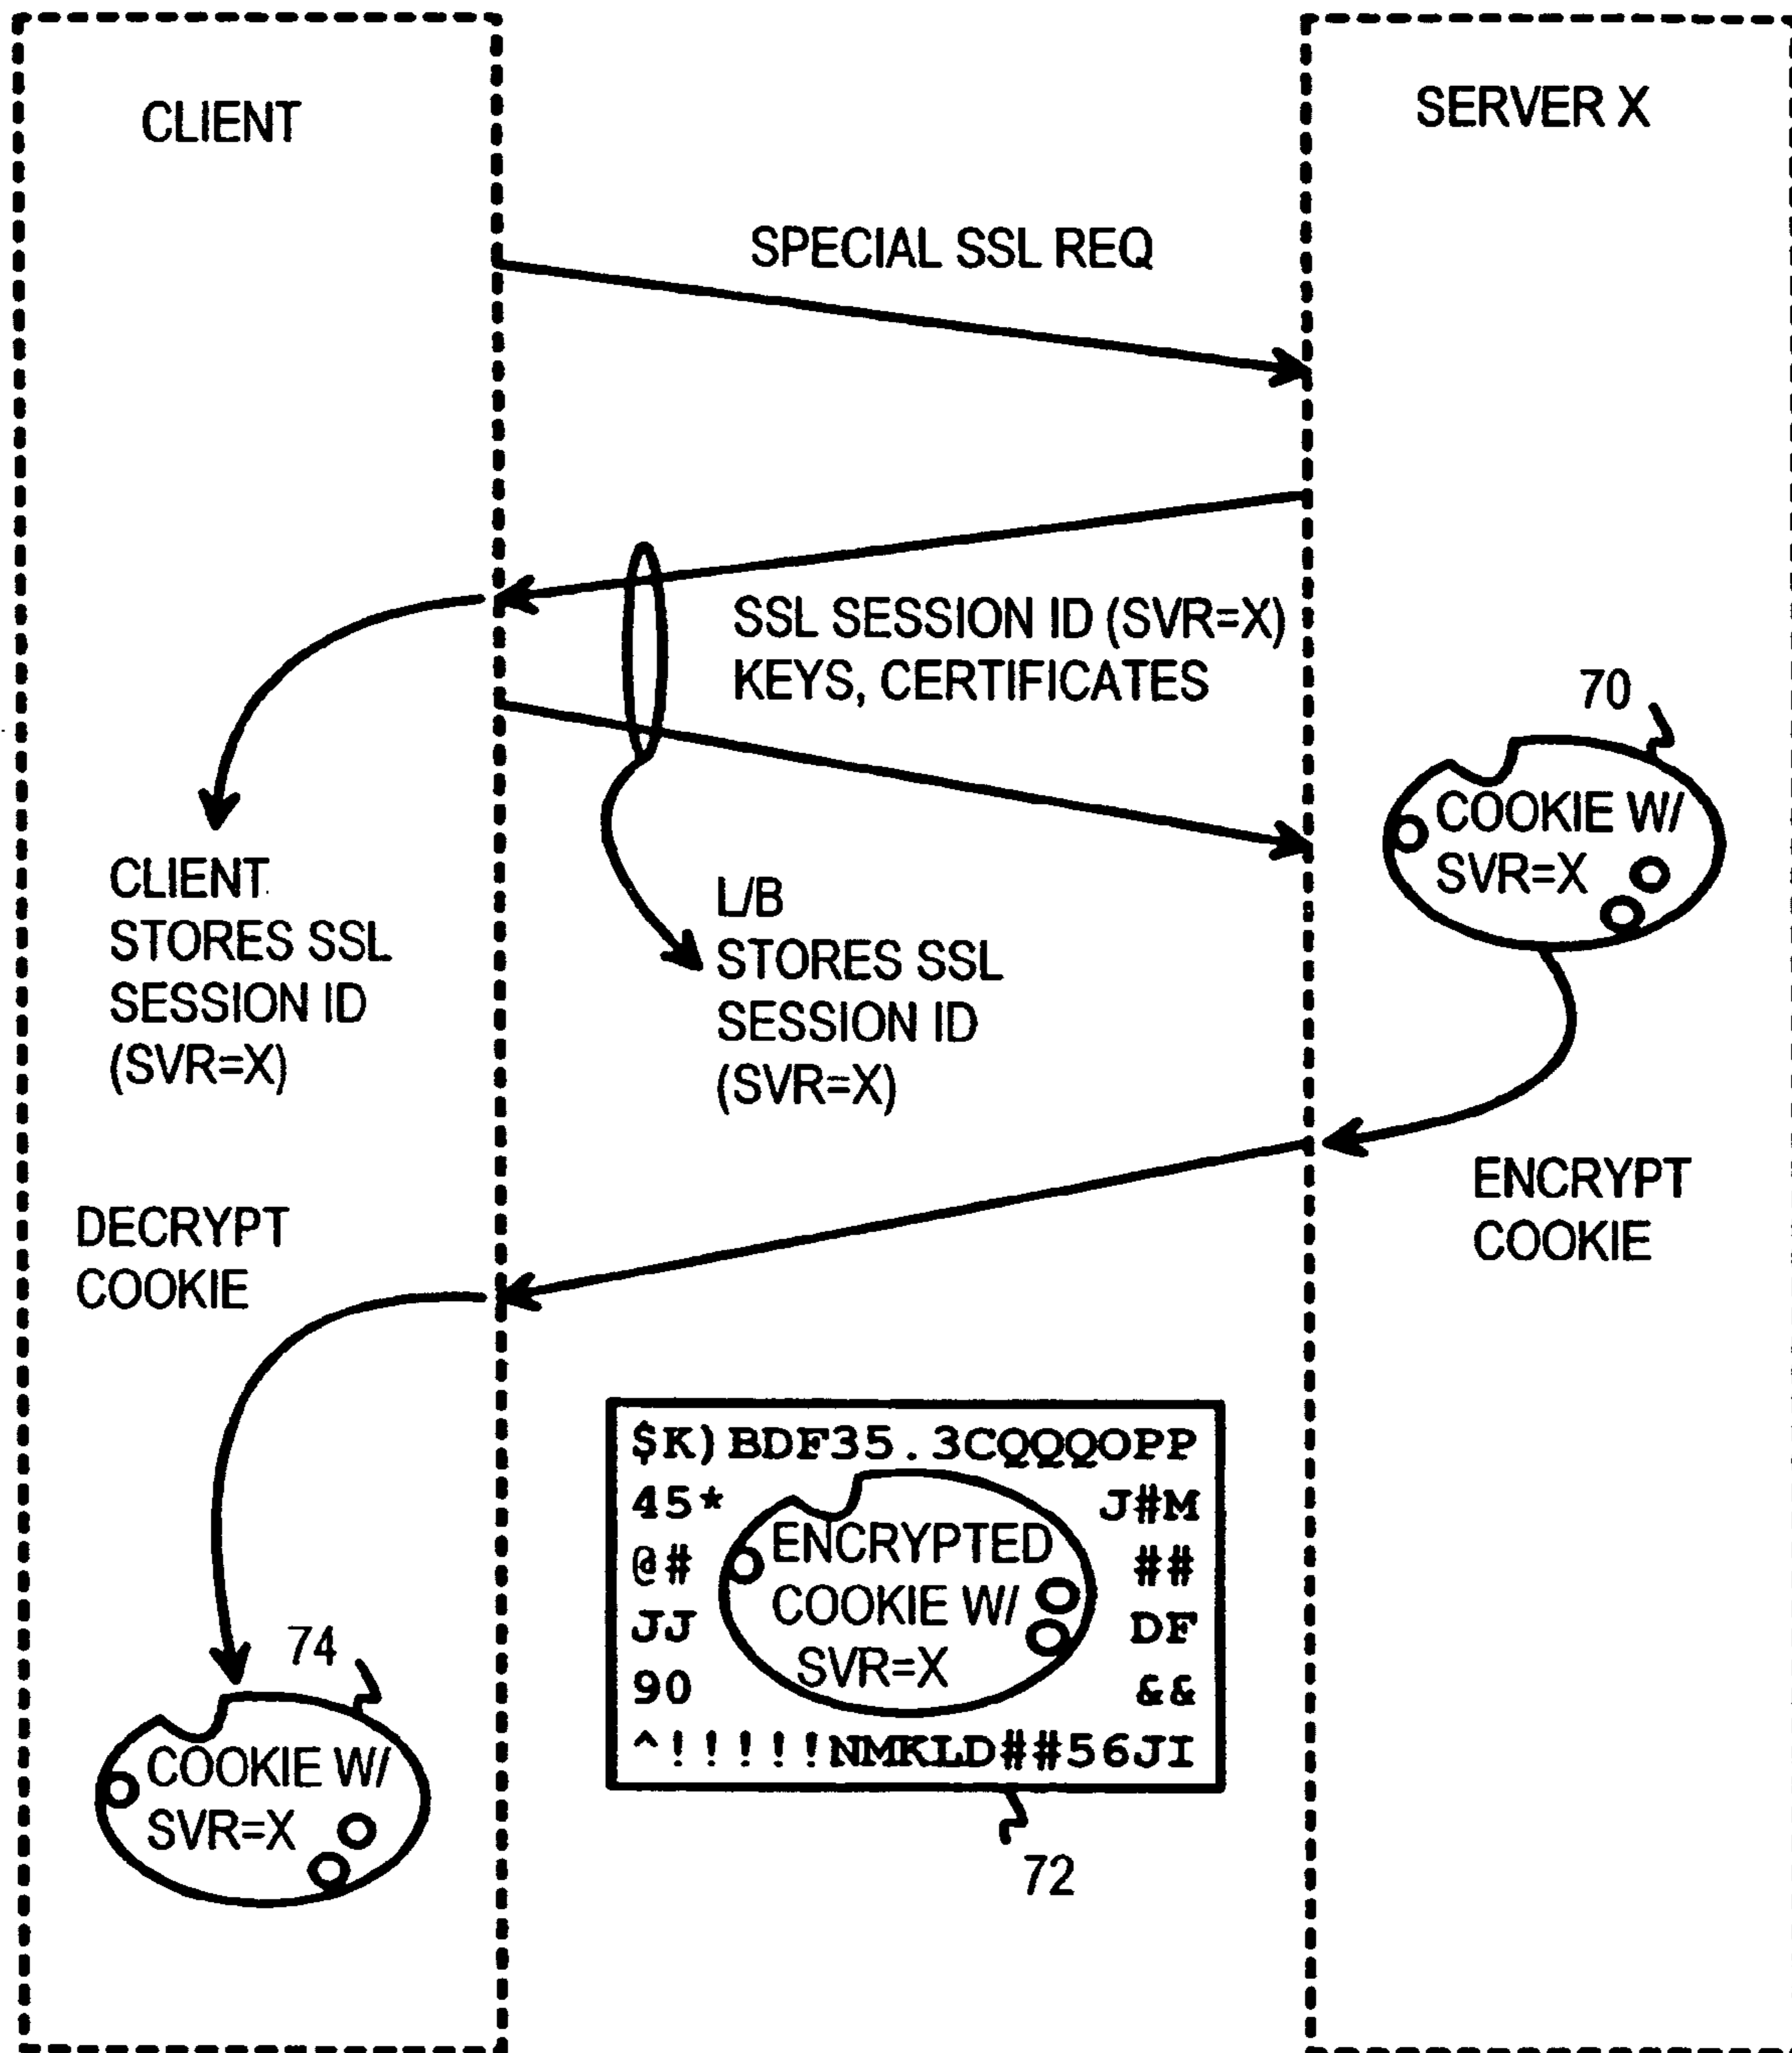 CLIENT
SERVER X
SPECIAL SSL REQ
SSL SESSION ID (SVR=X)
KEYS, CERTIFICATES
70
COOKIE W/
SVR=X
CLIENT
STORES SSL
SESSION ID
(SVR=X)
L/B
STORES SSL
SESSION ID
(SVR=X)
ENCRYPT
COOKIE
DECRYPT
COOKIE
$K)BDF35.3CQQQOPP
45* J#M
@# ##
JJ DF
90 &&
^!!!!!NMKLD##56JI
ENCRYPTED
COOKIE W/
SVR=X
72
74
COOKIE W/
SVR=X